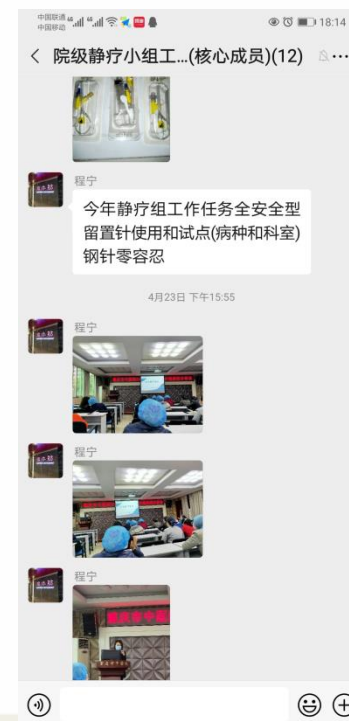 中国联通
中国移动
18:14
院级静疗小组工...(核心成员)(12)
程宁
今年静疗组工作任务全安全型
留置针使用和试点(病种和科室)
钢针零容忍
4月23日 下午15:55
程宁
程宁
程宁